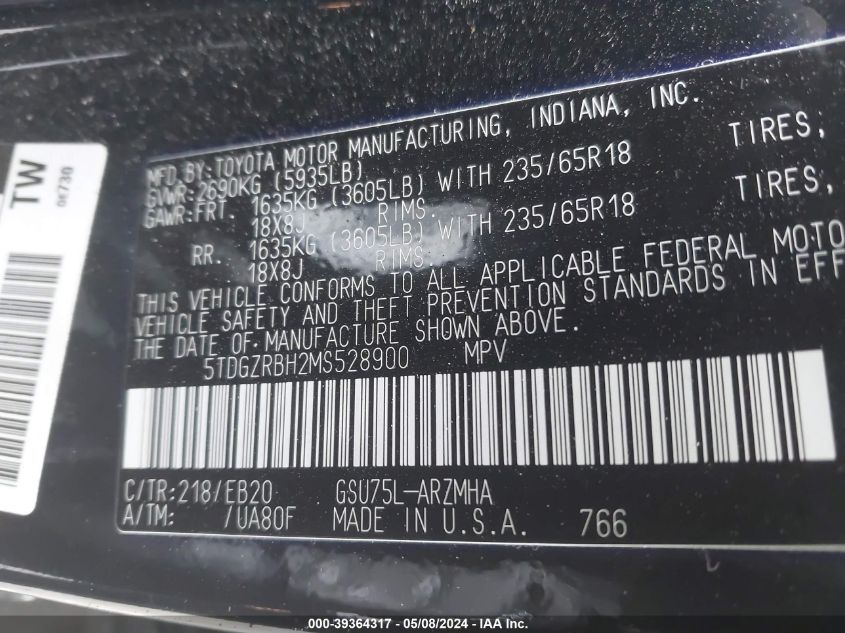 TW
MFD. BY: TOYOTA MOTOR MANUFACTURING, INDIANA, INC.
GVWR: 2690KG (5935LB)
GAWR: FRT. 1635KG (3605LB) WITH 235/65R18 TIRES,
18X8J RIMS.
RR. 1635KG (3605LB) WITH 235/65R18 TIRES,
18X8J RIMS.
THIS VEHICLE CONFORMS TO ALL APPLICABLE FEDERAL MOTO
VEHICLE SAFETY AND THEFT PREVENTION STANDARDS IN EFF
THE DATE OF MANUFACTURE SHOWN ABOVE.
5TDGZRBH2MS528900 MPV
C/TR: 218/EB20 GSU75L-ARZMHA
A/TM: /UA80F MADE IN U.S.A. 766
000-39364317 / 05/08/2024 - IAA Inc.